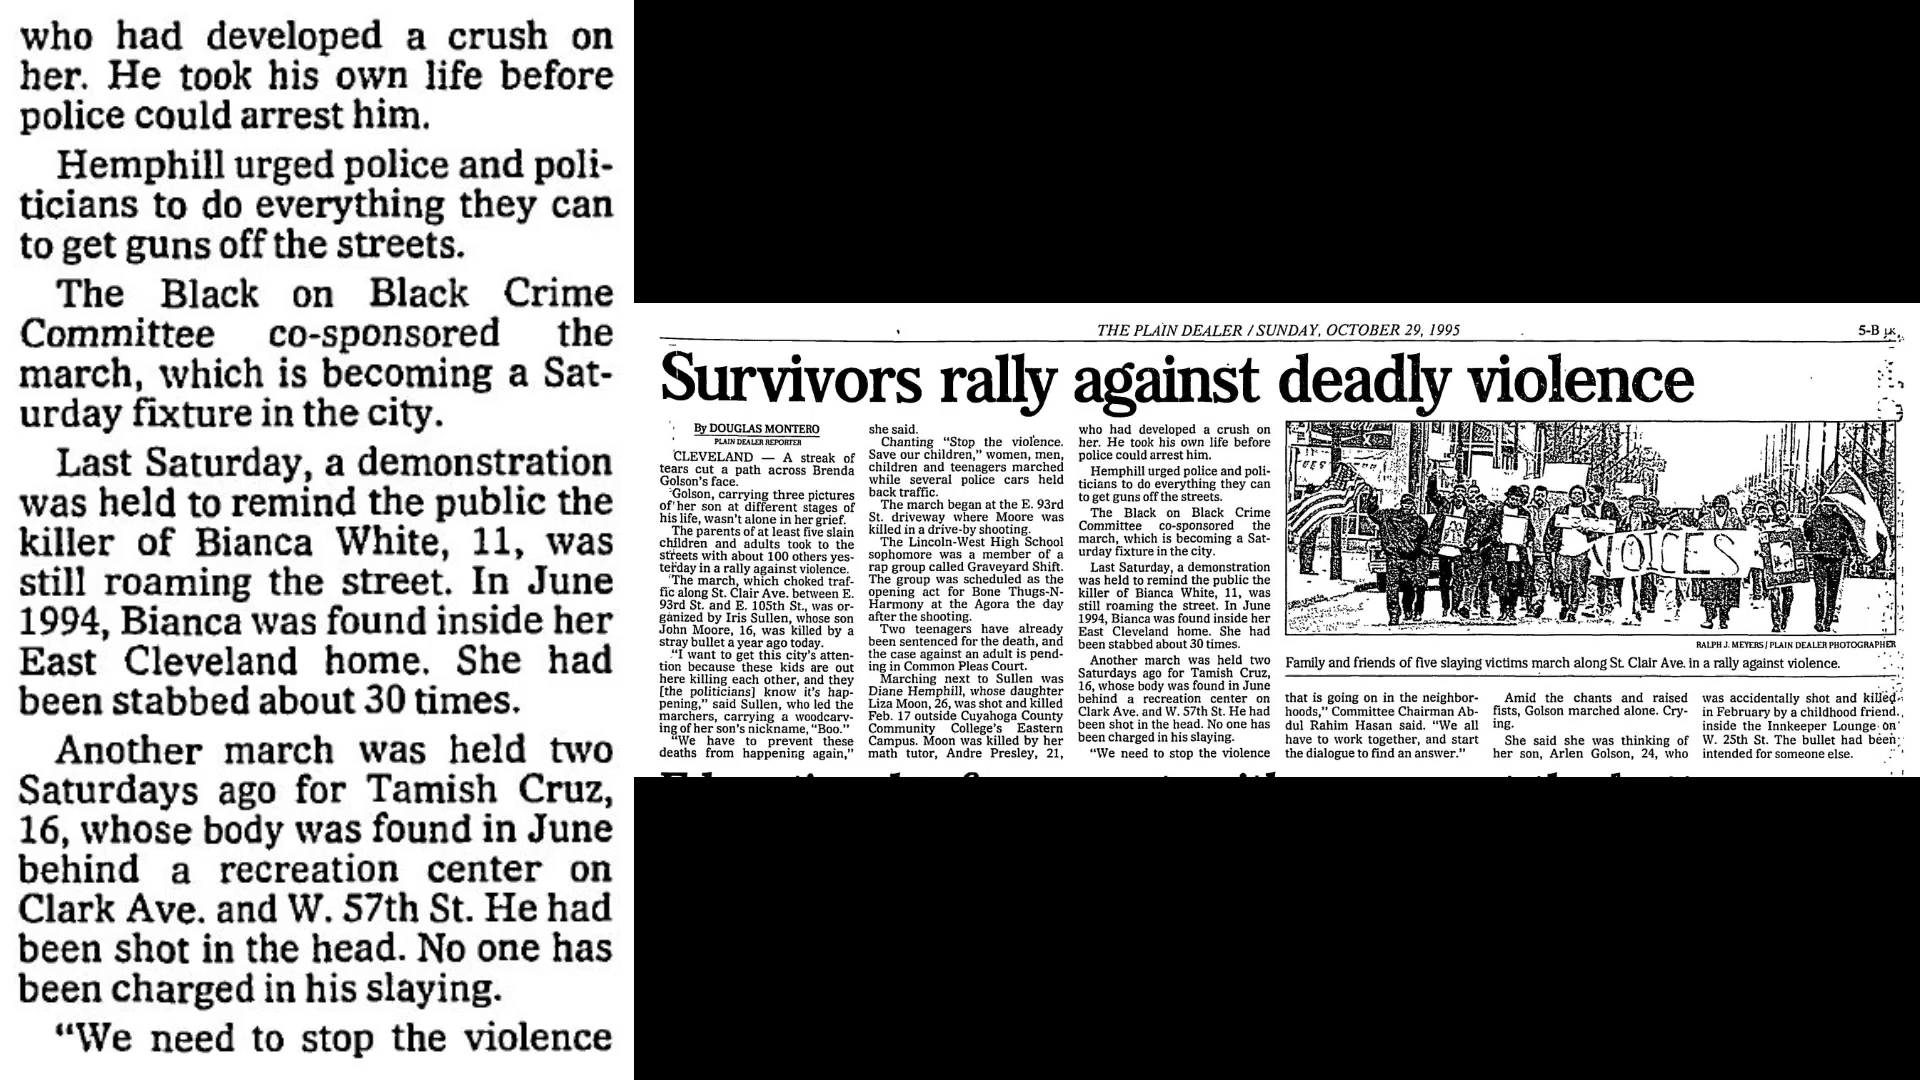 who had developed a crush on
her. He took his own life before
police could arrest him.
Hemphill urged police and poli-
ticians to do everything they can
to get guns off the streets.
The Black on Black Crime
Committee co-sponsored the
march, which is becoming a Sat-
urday fixture in the city.
Last Saturday, a demonstration
was held to remind the public the
killer of Bianca White, 11, was
still roaming the street. In June
1994, Bianca was found inside her
East Cleveland home. She had
been stabbed about 30 times.
Another march was held two
Saturdays ago for Tamish Cruz,
16, whose body was found in June
behind a recreation center on
Clark Ave. and W. 57th St. He had
been shot in the head. No one has
been charged in his slaying.
"We need to stop the violence
THE PLAIN DEALER / SUNDAY, OCTOBER 29, 1995
5-B
Survivors rally against deadly violence
By DOUGLAS MONTERO
PLAIN DEALER REPORTER
CLEVELAND — A streak of
tears cut a path across Brenda
Golson's face.
Golson, carrying three pictures
of her son at different stages of
his life, wasn't alone in her grief.
The parents of at least five slain
children and adults took to the
streets with about 100 others yes-
terday in a rally against violence.
The march, which choked traf-
fic along St. Clair Ave. between E.
93rd St. and E. 105th St., was or-
ganized by Iris Sullen, whose son
John Moore, 16, was killed by a
stray bullet a year ago today.
"I want to get this city's atten-
tion because these kids are out
here killing each other, and they
[the politicians] know it's hap-
pening," said Sullen, who led the
marchers, carrying a woodcarv-
ing of her son's nickname, "Boo."
"We have to prevent these
deaths from happening again,"
she said.
Chanting "Stop the violence.
Save our children," women, men,
children and teenagers marched
while several police cars held
back traffic.
The march began at the E. 93rd
St. driveway where Moore was
killed in a drive-by shooting.
The Lincoln-West High School
sophomore was a member of a
rap group called Graveyard Shift.
The group was scheduled as the
opening act for Bone Thugs-N-
Harmony at the Agora the day
after the shooting.
Two teenagers have already
been sentenced for the death, and
the case against an adult is pend-
ing in Common Pleas Court.
Marching next to Sullen was
Diane Hemphill, whose daughter
Liza Moon, 26, was shot and killed
Feb. 17 outside Cuyahoga County
Community College's Eastern
Campus. Moon was killed by her
math tutor, Andre Presley, 21,
who had developed a crush on
her. He took his own life before
police could arrest him.
Hemphill urged police and poli-
ticians to do everything they can
to get guns off the streets.
The Black on Black Crime
Committee co-sponsored the
march, which is becoming a Sat-
urday fixture in the city.
Last Saturday, a demonstration
was held to remind the public the
killer of Bianca White, 11, was
still roaming the street. In June
1994, Bianca was found inside her
East Cleveland home. She had
been stabbed about 30 times.
Another march was held two
Saturdays ago for Tamish Cruz,
16, whose body was found in June
behind a recreation center on
Clark Ave. and W. 57th St. He had
been shot in the head. No one has
been charged in his slaying.
"We need to stop the violence
VOICES
RALPH J. MEYERS / PLAIN DEALER PHOTOGRAPHER
Family and friends of five slaying victims march along St. Clair Ave. in a rally against violence.
that is going on in the neighbor-
hoods," Committee Chairman Ab-
dul Rahim Hasan said. "We all
have to work together, and start
the dialogue to find an answer."
Amid the chants and raised
fists, Golson marched alone. Cry-
ing.
She said she was thinking of
her son, Arlen Golson, 24, who
was accidentally shot and killed
in February by a childhood friend
inside the Innkeeper Lounge on
W. 25th St. The bullet had been
intended for someone else.